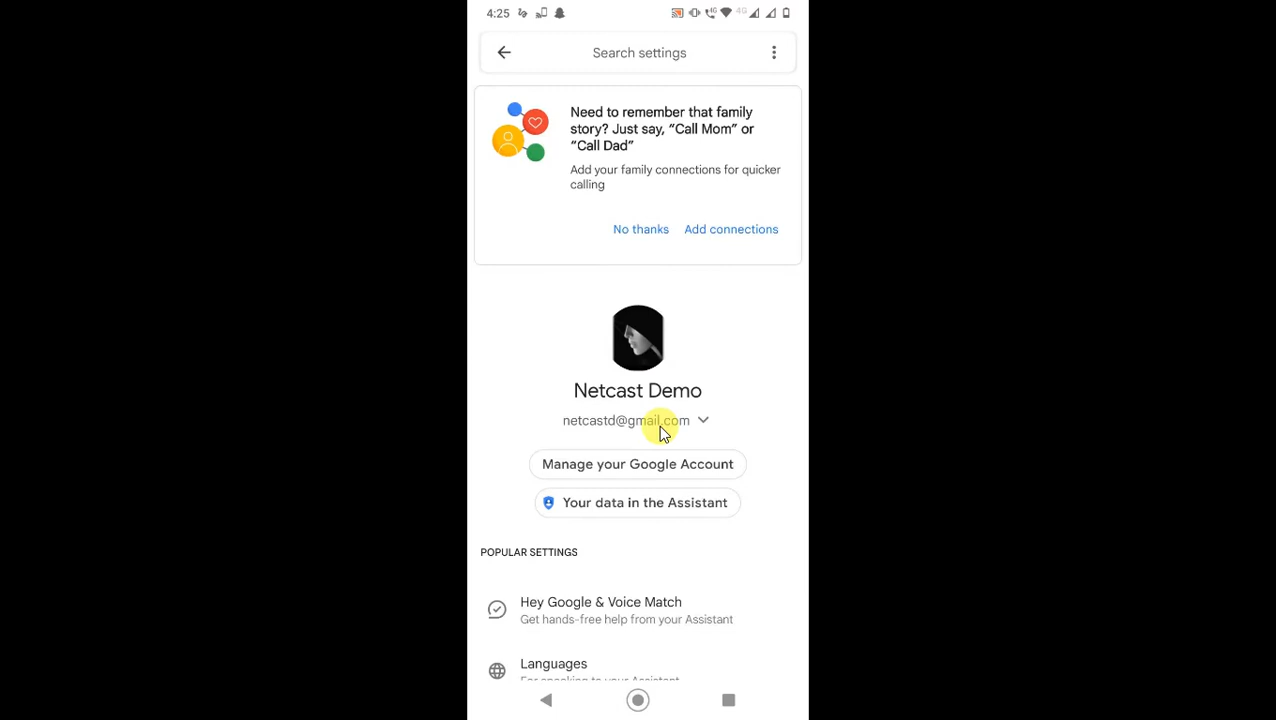 4:25
4G
4G
Search settings
Need to remember that family
story? Just say, “Call Mom” or
“Call Dad”
Add your family connections for quicker
calling
No thanks Add connections
Netcast Demo
netcastd@gmail.com
Manage your Google Account
Your data in the Assistant
POPULAR SETTINGS
Hey Google & Voice Match
Get hands-free help from your Assistant
Languages
For speaking to your Assistant